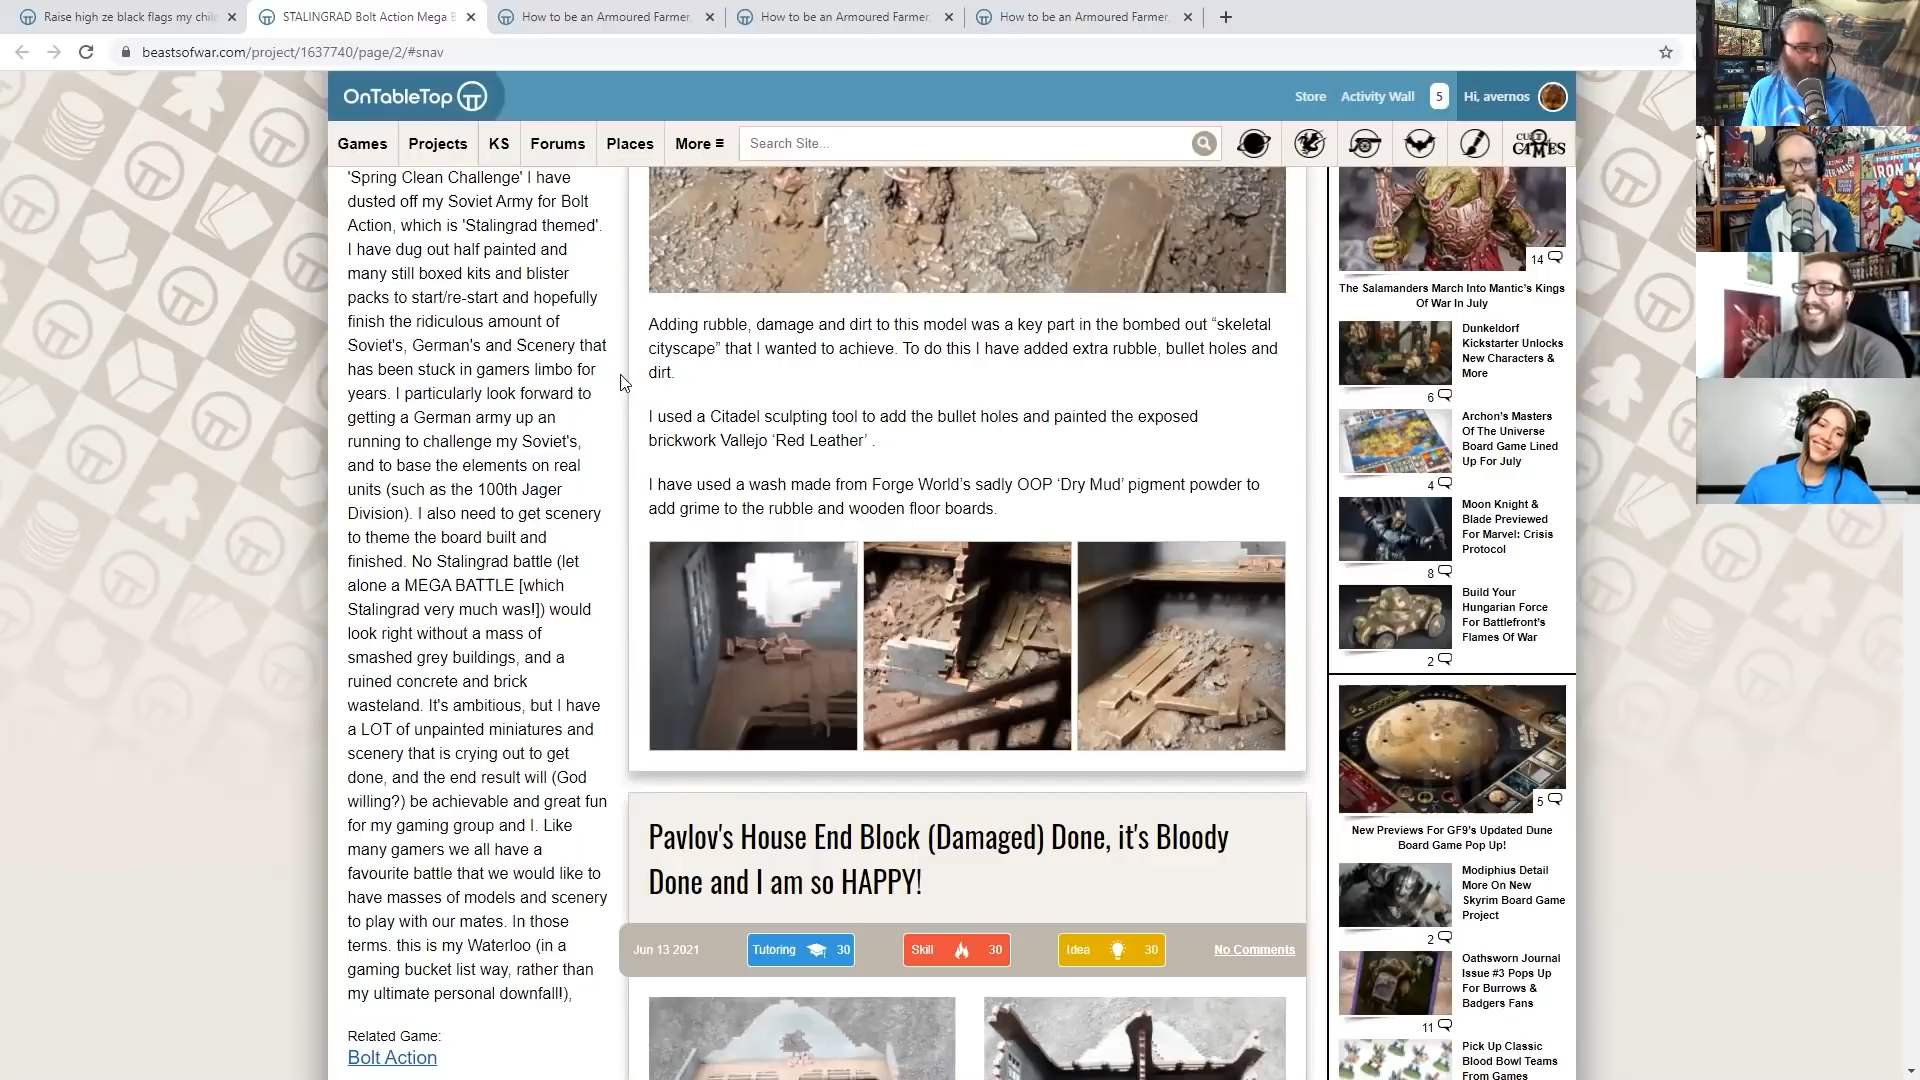 Raise high ze black flags my chil
STALINGRAD Bolt Action Mega B
How to be an Armoured Farmer,
How to be an Armoured Farmer,
How to be an Armoured Farmer,
beastsofwar.com/project/1637740/page/2/#snav
OnTableTop
Store
Activity Wall
5
Hi, avernos
Games
Projects
KS
Forums
Places
More ≡
Search Site...
CULT OF GAMES
'Spring Clean Challenge' I have
dusted off my Soviet Army for Bolt
Action, which is 'Stalingrad themed'.
I have dug out half painted and
many still boxed kits and blister
packs to start/re-start and hopefully
finish the ridiculous amount of
Soviet's, German's and Scenery that
has been stuck in gamers limbo for
years. I particularly look forward to
getting a German army up an
running to challenge my Soviet's,
and to base the elements on real
units (such as the 100th Jager
Division). I also need to get scenery
to theme the board built and
finished. No Stalingrad battle (let
alone a MEGA BATTLE [which
Stalingrad very much was!]) would
look right without a mass of
smashed grey buildings, and a
ruined concrete and brick
wasteland. It's ambitious, but I have
a LOT of unpainted miniatures and
scenery that is crying out to get
done, and the end result will (God
willing?) be achievable and great fun
for my gaming group and I. Like
many gamers we all have a
favourite battle that we would like to
have masses of models and scenery
to play with our mates. In those
terms. this is my Waterloo (in a
gaming bucket list way, rather than
my ultimate personal downfall!),
Related Game:
Bolt Action
Adding rubble, damage and dirt to this model was a key part in the bombed out “skeletal
cityscape” that I wanted to achieve. To do this I have added extra rubble, bullet holes and
dirt.
I used a Citadel sculpting tool to add the bullet holes and painted the exposed
brickwork Vallejo ‘Red Leather’ .
I have used a wash made from Forge World’s sadly OOP ‘Dry Mud’ pigment powder to
add grime to the rubble and wooden floor boards.
Pavlov's House End Block (Damaged) Done, it's Bloody
Done and I am so HAPPY!
Jun 13 2021
Tutoring 30
Skill 30
Idea 30
No Comments
14
The Salamanders March Into Mantic’s Kings
Of War In July
Dunkeldorf
Kickstarter Unlocks
New Characters &
More
6
Archon’s Masters
Of The Universe
Board Game Lined
Up For July
4
Moon Knight &
Blade Previewed
For Marvel: Crisis
Protocol
8
Build Your
Hungarian Force
For Battlefront’s
Flames Of War
2
5
New Previews For GF9’s Updated Dune
Board Game Pop Up!
Modiphius Detail
More On New
Skyrim Board Game
Project
2
Oathsworn Journal
Issue #3 Pops Up
For Burrows &
Badgers Fans
11
Pick Up Classic
Blood Bowl Teams
From Games
IRON